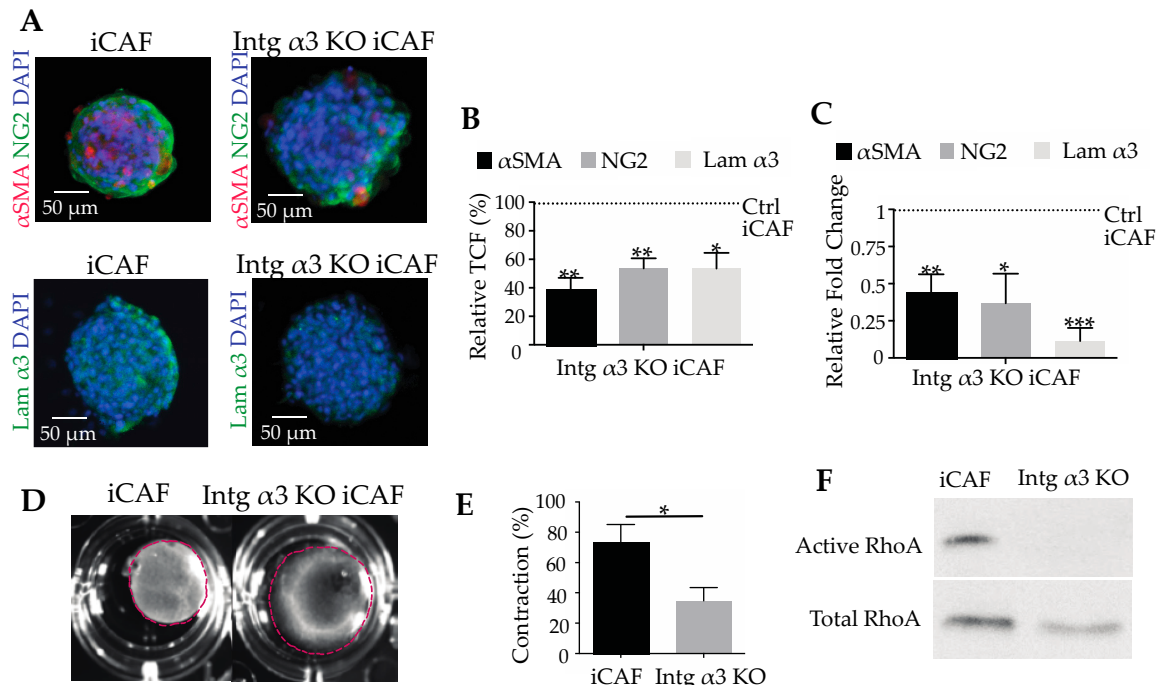 A
iCAF
Intg α3 KO iCAF
αSMA NG2 DAPI
50 µm
αSMA NG2 DAPI
50 µm
iCAF
Intg α3 KO iCAF
Lam α3 DAPI
50 µm
Lam α3 DAPI
50 µm
B
αSMA NG2 Lam α3
Relative TCF (%)
100
80
60
40
20
0
Ctrl
iCAF
** ** *
Intg α3 KO iCAF
C
αSMA NG2 Lam α3
Relative Fold Change
1
0.75
0.5
0.25
0
Ctrl
iCAF
** * ***
Intg α3 KO iCAF
D
iCAF Intg α3 KO iCAF
E
Contraction (%)
100
80
60
40
20
0
*
iCAF Intg α3 KO
F
iCAF Intg α3 KO
Active RhoA
Total RhoA